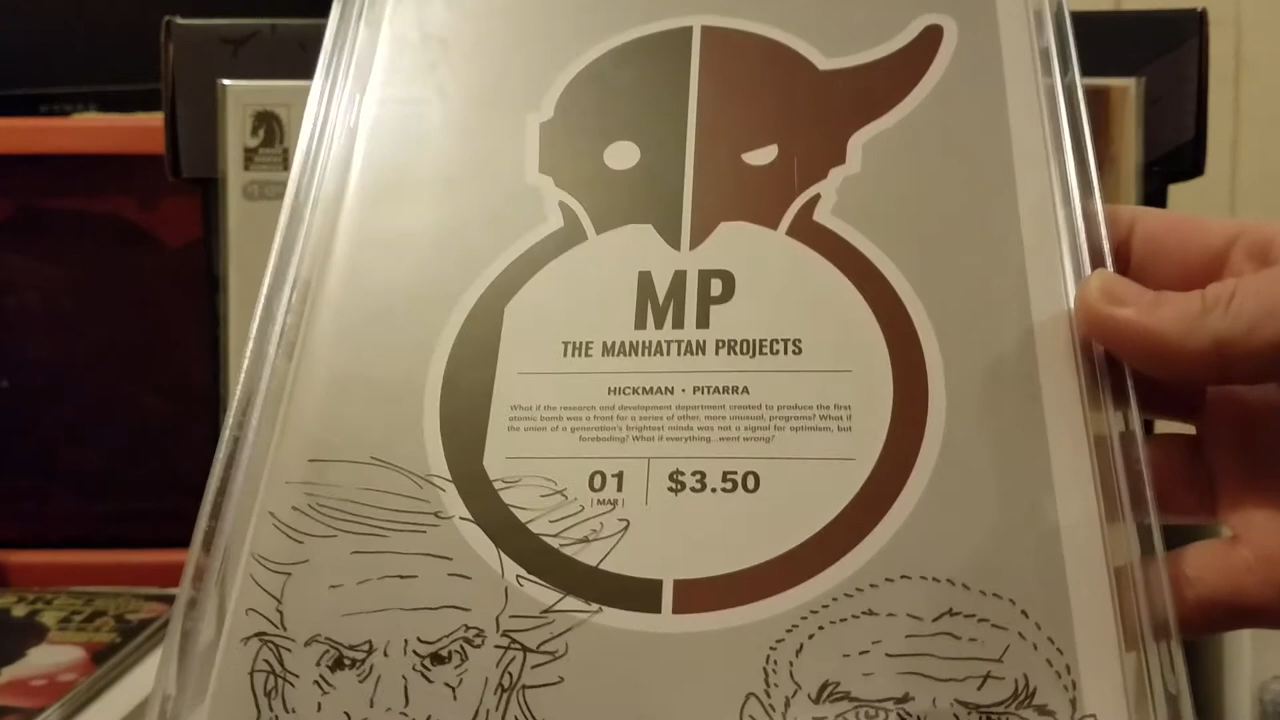 MP
THE MANHATTAN PROJECTS
HICKMAN • PITARRA
What if the research and development department created to produce the first
atomic bomb was a front for a series of other, more unusual, programs? What if
the union of a generation's brightest minds was not a signal for optimism, but
foreboding? What if everything...went wrong?
01
| MAR |
$3.50